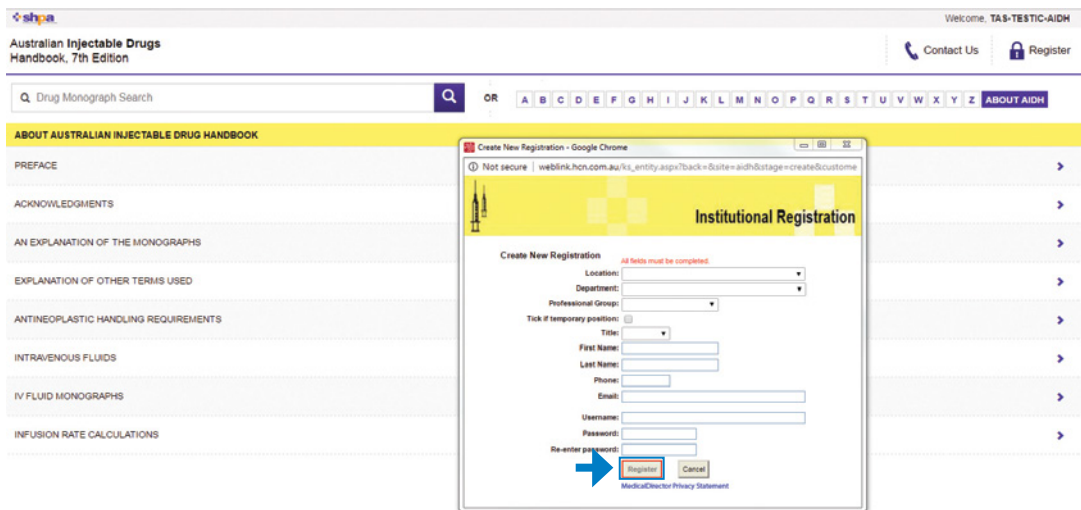 shpa
Welcome, TAS-TESTIC-AIDH
Australian Injectable Drugs
Handbook, 7th Edition
Contact Us
Register
Drug Monograph Search
OR
A B C D E F G H I J K L M N O P Q R S T U V W X Y Z ABOUT AIDH
ABOUT AUSTRALIAN INJECTABLE DRUG HANDBOOK
PREFACE
ACKNOWLEDGMENTS
AN EXPLANATION OF THE MONOGRAPHS
EXPLANATION OF OTHER TERMS USED
ANTINEOPLASTIC HANDLING REQUIREMENTS
INTRAVENOUS FLUIDS
IV FLUID MONOGRAPHS
INFUSION RATE CALCULATIONS
Create New Registration - Google Chrome
Not secure | weblink.hcn.com.au/ks_entity.aspx?back=&site=aidh&stage=create&custome
Institutional Registration
Create New Registration
All fields must be completed.
Location:
Department:
Professional Group:
Tick if temporary position:
Title:
First Name:
Last Name:
Phone:
Email:
Username:
Password:
Re-enter password:
Register Cancel
MedicalDirector Privacy Statement